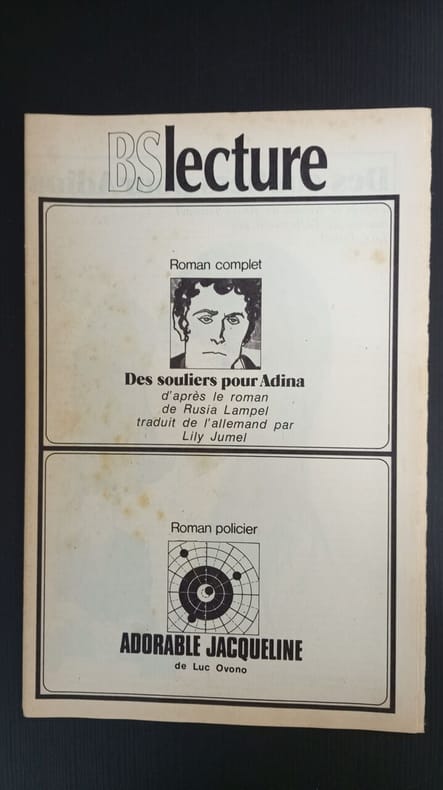 BSlecture
Roman complet
Des souliers pour Adina
d'après le roman
de Rusia Lampel
traduit de l'allemand par
Lily Jumel
Roman policier
ADORABLE JACQUELINE
de Luc Ovono